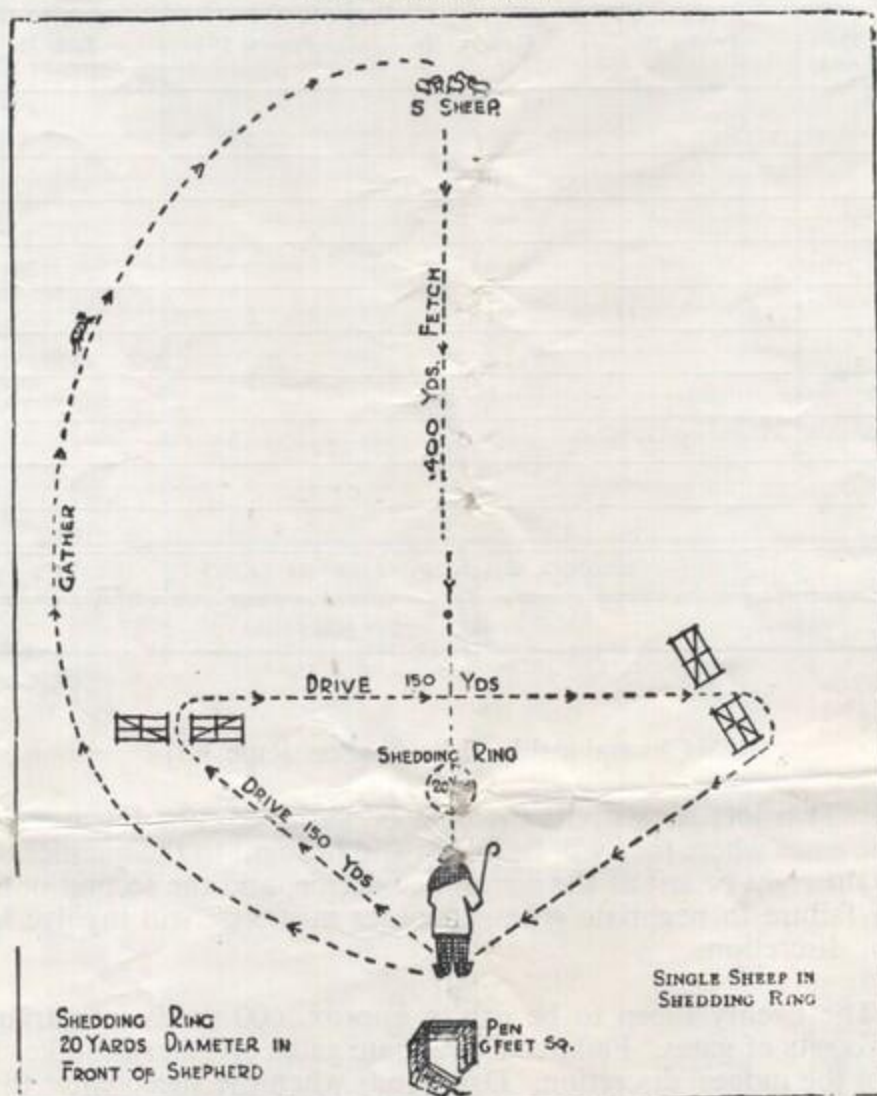 5 SHEEP.
400 YDS. FETCH
GATHER
DRIVE 150 YDS
SHEDDING RING
DRIVE 150 YDS.
SINGLE SHEEP IN
SHEDDING RING
SHEDDING RING
20 YARDS DIAMETER IN
FRONT OF SHEPHERD
PEN
6 FEET SQ.